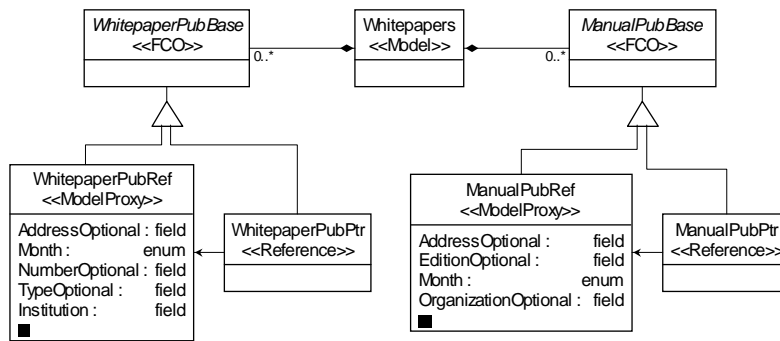 WhitepaperPubBase
<<FCO>>
0..*
Whitepapers
<<Model>>
ManualPubBase
<<FCO>>
0..*
WhitepaperPubRef
<<ModelProxy>>
AddressOptional : field
Month : enum
NumberOptional : field
TypeOptional : field
Institution : field
WhitepaperPubPtr
<<Reference>>
ManualPubRef
<<ModelProxy>>
AddressOptional : field
EditionOptional : field
Month : enum
OrganizationOptional : field
ManualPubPtr
<<Reference>>